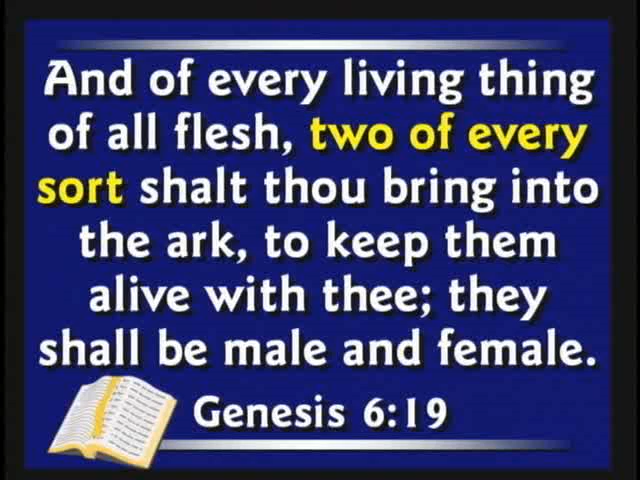 And of every living thing
of all flesh, two of every
sort shalt thou bring into
the ark, to keep them
alive with thee; they
shall be male and female.
Genesis 6:19